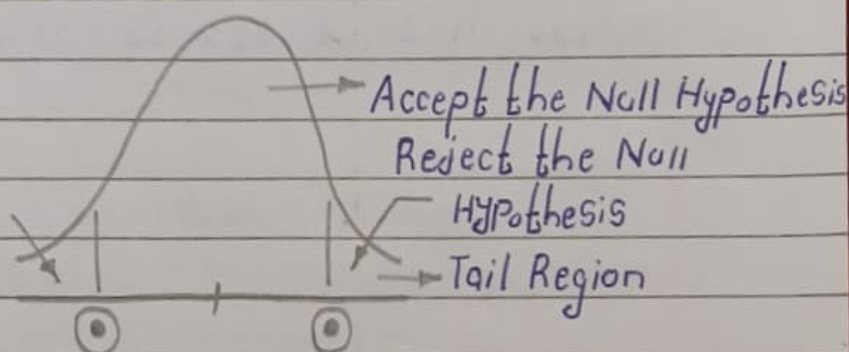 Accept the Null Hypothesis
Reject the Null
Hypothesis
Tail Region